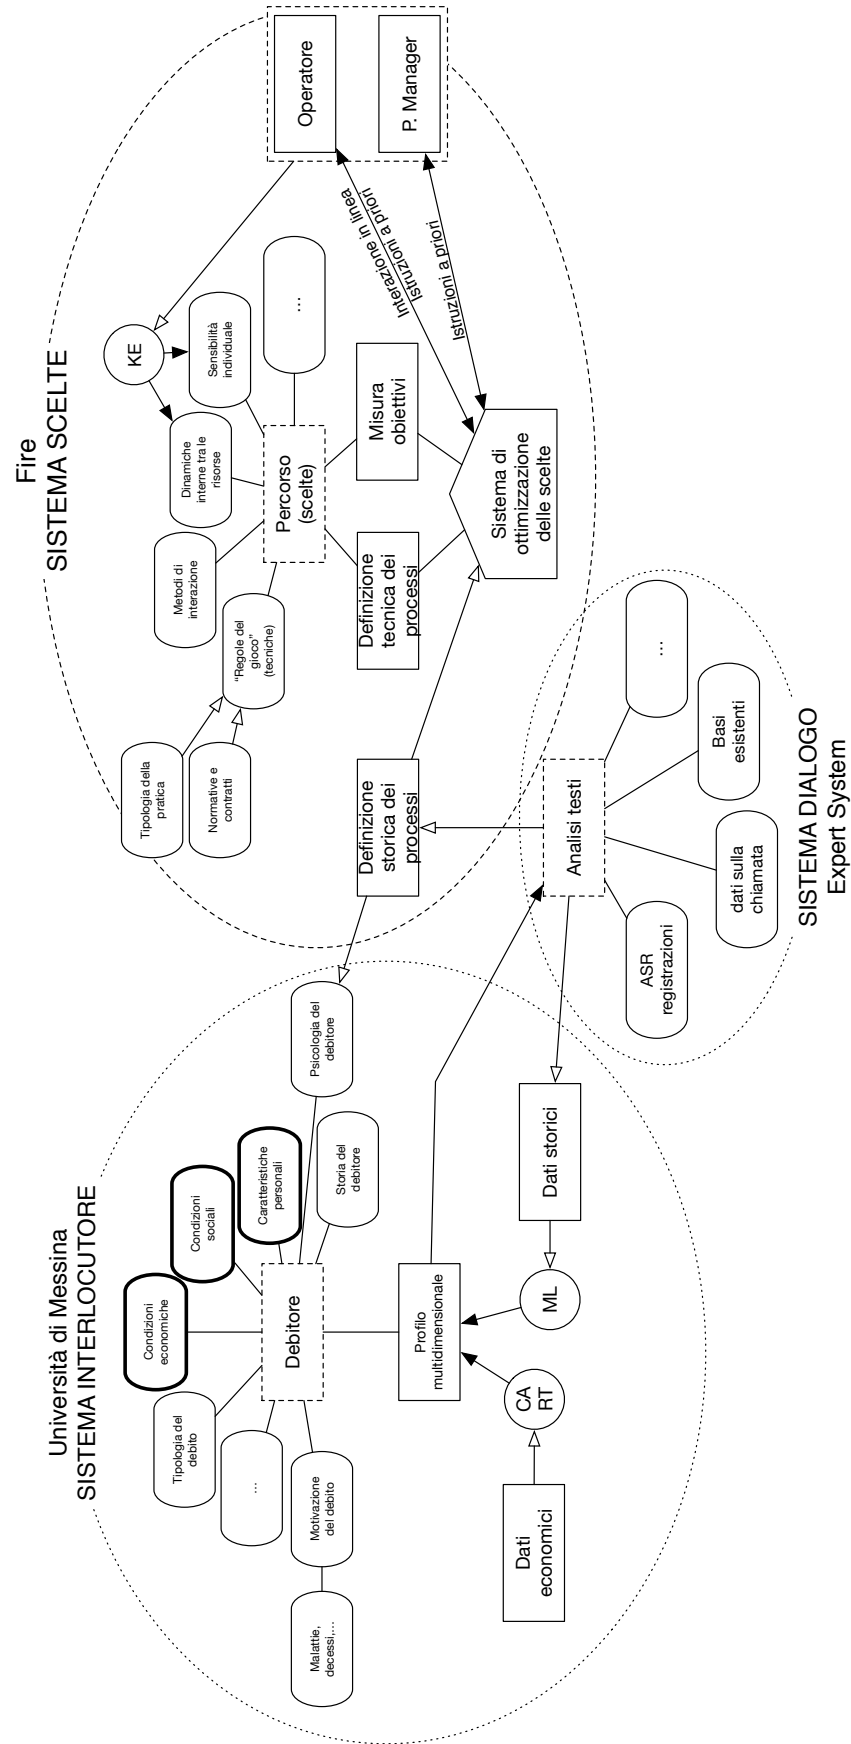 Università di Messina
SISTEMA INTERLOCUTORE
Condizioni
economiche
Condizioni
sociali
Caratteristiche
personali
Tipologia del
debito
...
Motivazione
del debito
Malattie,
decessi,...
Debitore
Storia del
debitore
Psicologia del
debitore
Profilo
multidimensionale
Dati
economici
CA
RT
ML
Dati storici
Fire
SISTEMA SCELTE
KE
Tipologia della
pratica
Normative e
contratti
"Regole del
gioco"
(tecniche)
Metodi di
interazione
Dinamiche
interne tra le
risorse
Sensibilità
individuale
...
Percorso
(scelte)
Operatore
P. Manager
Interazione in linea
Istruzioni a priori
Istruzioni a priori
Definizione
storica dei
processi
Definizione
tecnica dei
processi
Misura
obiettivi
Sistema di
ottimizzazione
delle scelte
Analisi testi
ASR
registrazioni
dati sulla
chiamata
Basi
esistenti
...
SISTEMA DIALOGO
Expert System